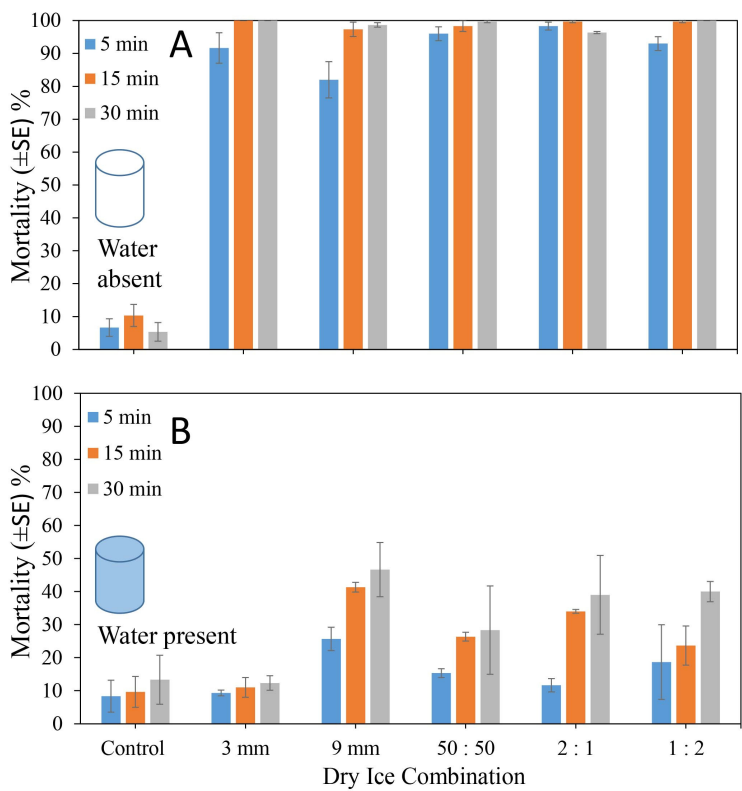 100
90
80
70
60
50
40
30
20
10
0
Mortality (±SE) %
A
5 min
15 min
30 min
Water
absent
100
90
80
70
60
50
40
30
20
10
0
Mortality (±SE) %
B
5 min
15 min
30 min
Water present
Control 3 mm 9 mm 50 : 50 2 : 1 1 : 2
Dry Ice Combination